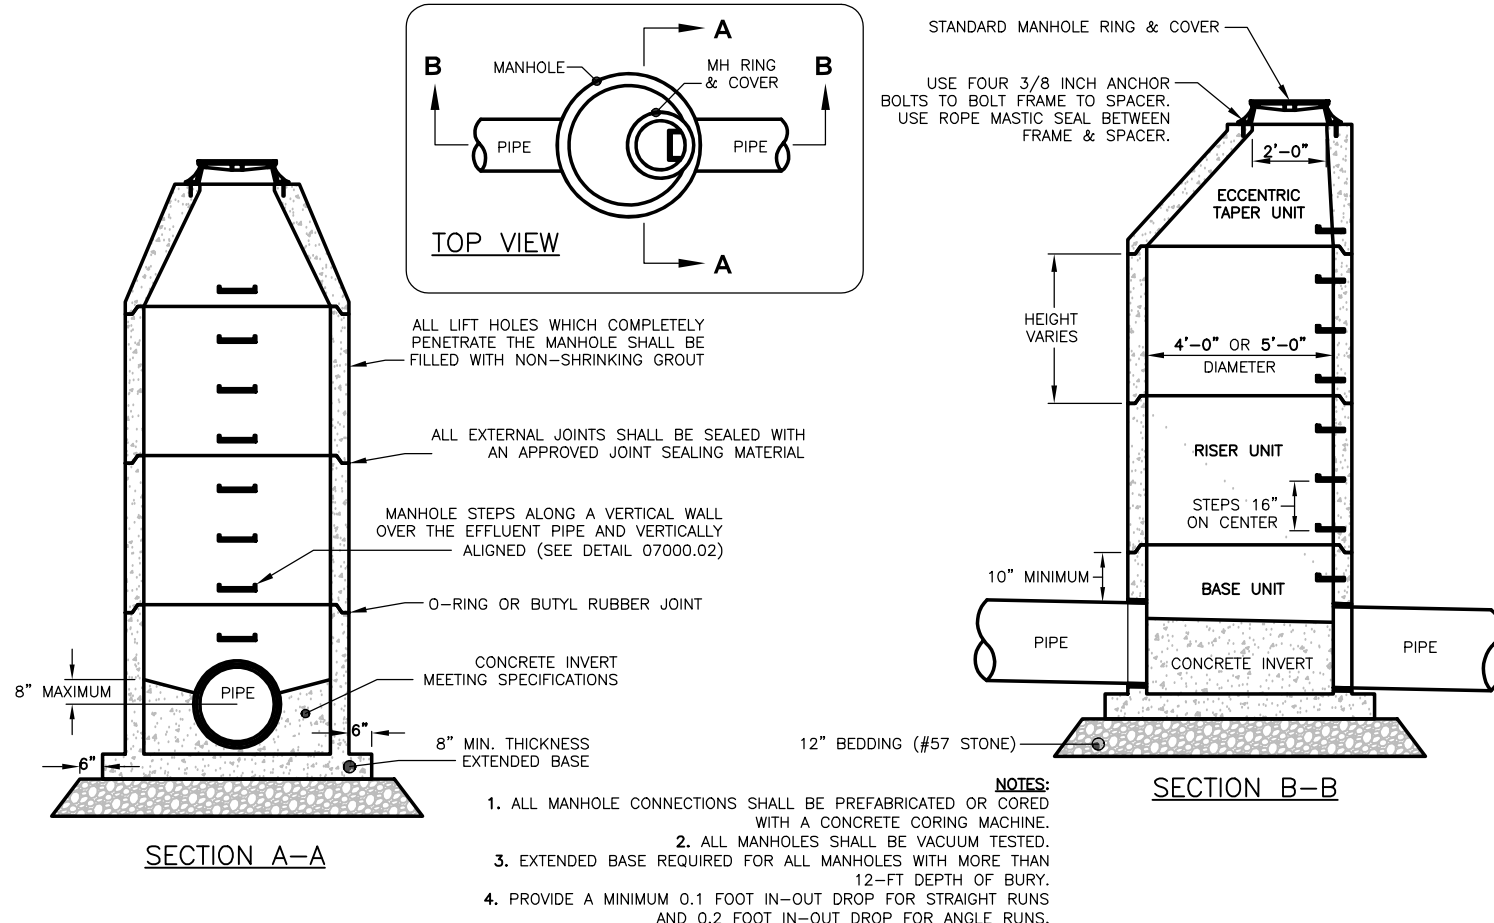 A
B
B
MANHOLE
MH RING
& COVER
PIPE
PIPE
TOP VIEW
A
STANDARD MANHOLE RING & COVER
USE FOUR 3/8 INCH ANCHOR
BOLTS TO BOLT FRAME TO SPACER.
USE ROPE MASTIC SEAL BETWEEN
FRAME & SPACER.
2'-0"
ECCENTRIC
TAPER UNIT
HEIGHT
VARIES
4'-0" OR 5'-0"
DIAMETER
RISER UNIT
STEPS 16"
ON CENTER
10" MINIMUM
BASE UNIT
PIPE
PIPE
CONCRETE INVERT
12" BEDDING (#57 STONE)
SECTION B-B
ALL LIFT HOLES WHICH COMPLETELY
PENETRATE THE MANHOLE SHALL BE
FILLED WITH NON-SHRINKING GROUT
ALL EXTERNAL JOINTS SHALL BE SEALED WITH
AN APPROVED JOINT SEALING MATERIAL
MANHOLE STEPS ALONG A VERTICAL WALL
OVER THE EFFLUENT PIPE AND VERTICALLY
ALIGNED (SEE DETAIL 07000.02)
O-RING OR BUTYL RUBBER JOINT
CONCRETE INVERT
MEETING SPECIFICATIONS
8" MAXIMUM
PIPE
6"
6"
8" MIN. THICKNESS
EXTENDED BASE
SECTION A-A
NOTES:
1. ALL MANHOLE CONNECTIONS SHALL BE PREFABRICATED OR CORED
WITH A CONCRETE CORING MACHINE.
2. ALL MANHOLES SHALL BE VACUUM TESTED.
3. EXTENDED BASE REQUIRED FOR ALL MANHOLES WITH MORE THAN
12-FT DEPTH OF BURY.
4. PROVIDE A MINIMUM 0.1 FOOT IN-OUT DROP FOR STRAIGHT RUNS
AND 0.2 FOOT IN-OUT DROP FOR ANGLE RUNS.